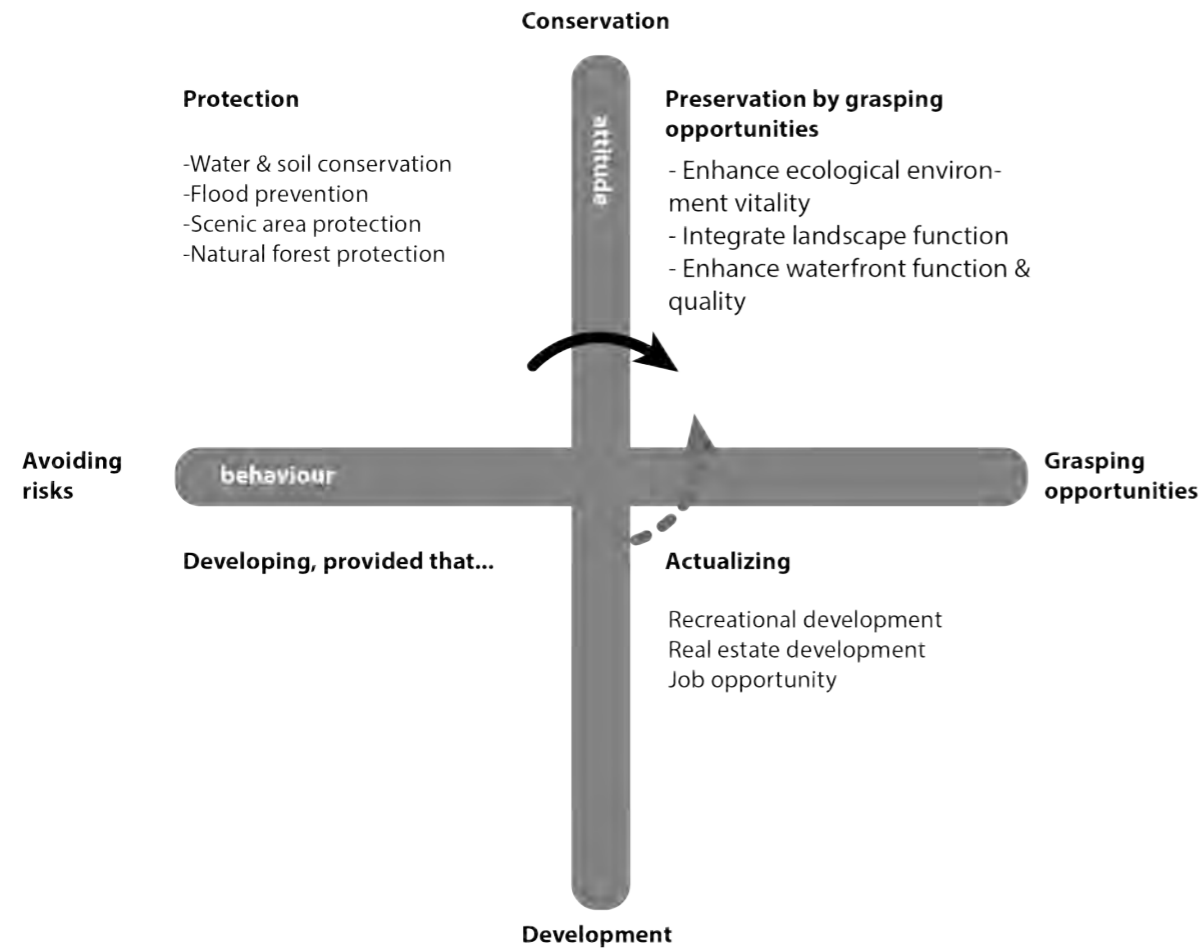 Conservation
Protection
-Water & soil conservation
-Flood prevention
-Scenic area protection
-Natural forest protection
attitude
Preservation by grasping
opportunities
- Enhance ecological environ-
ment vitality
- Integrate landscape function
- Enhance waterfront function &
quality
Avoiding
risks
behaviour
Grasping
opportunities
Developing, provided that...
Actualizing
Recreational development
Real estate development
Job opportunity
Development